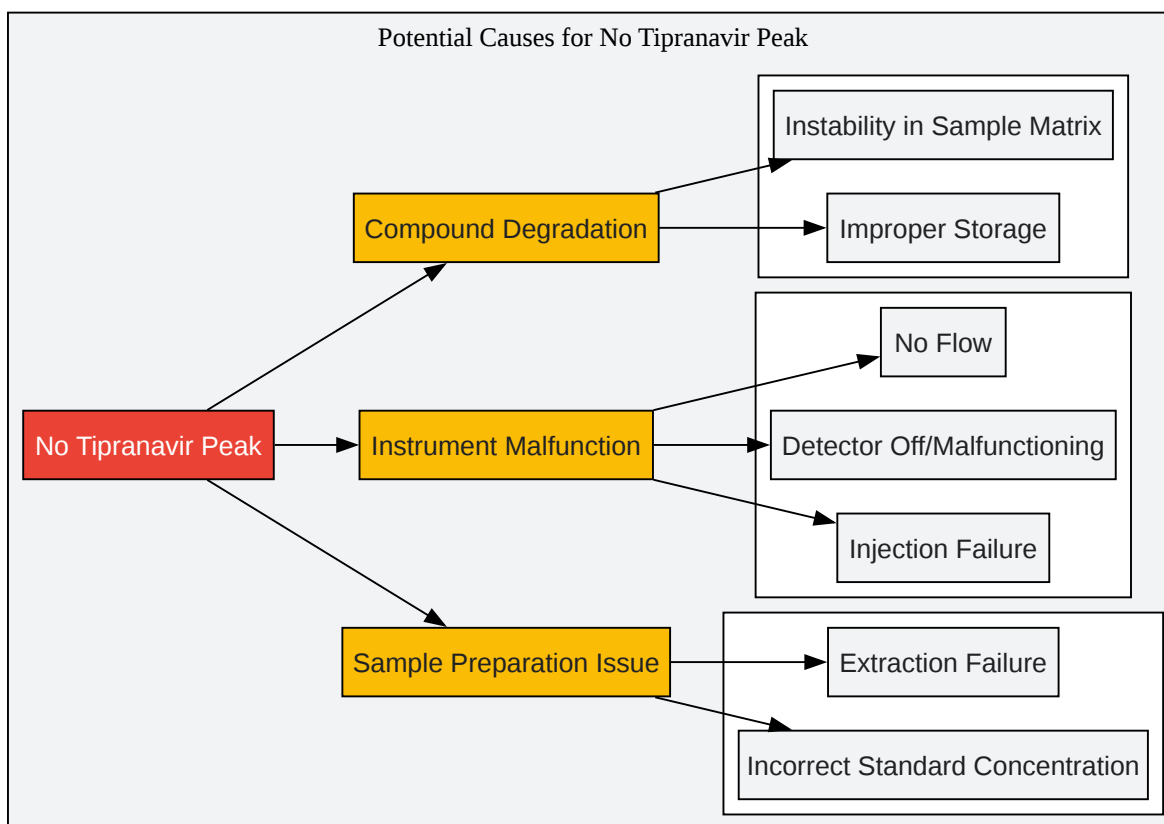 Potential Causes for No Tipranavir Peak
Instability in Sample Matrix
Compound Degradation
Improper Storage
No Flow
No Tipranavir Peak
Instrument Malfunction
Detector Off/Malfunctioning
Injection Failure
Sample Preparation Issue
Extraction Failure
Incorrect Standard Concentration